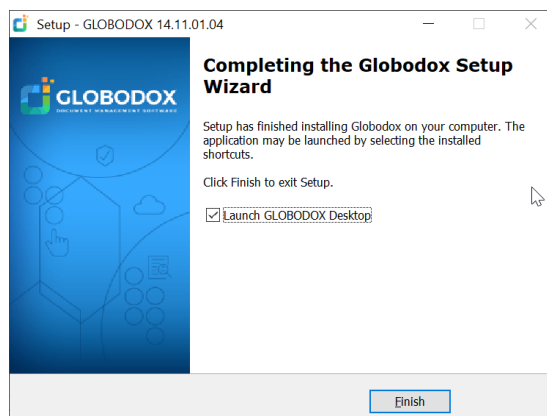 Setup - GLOBODOX 14.11.01.04
GLOBODOX
DOCUMENT MANAGEMENT SOFTWARE
Completing the Globodox Setup
Wizard
Setup has finished installing Globodox on your computer. The
application may be launched by selecting the installed
shortcuts.
Click Finish to exit Setup.
Launch GLOBODOX Desktop
Finish